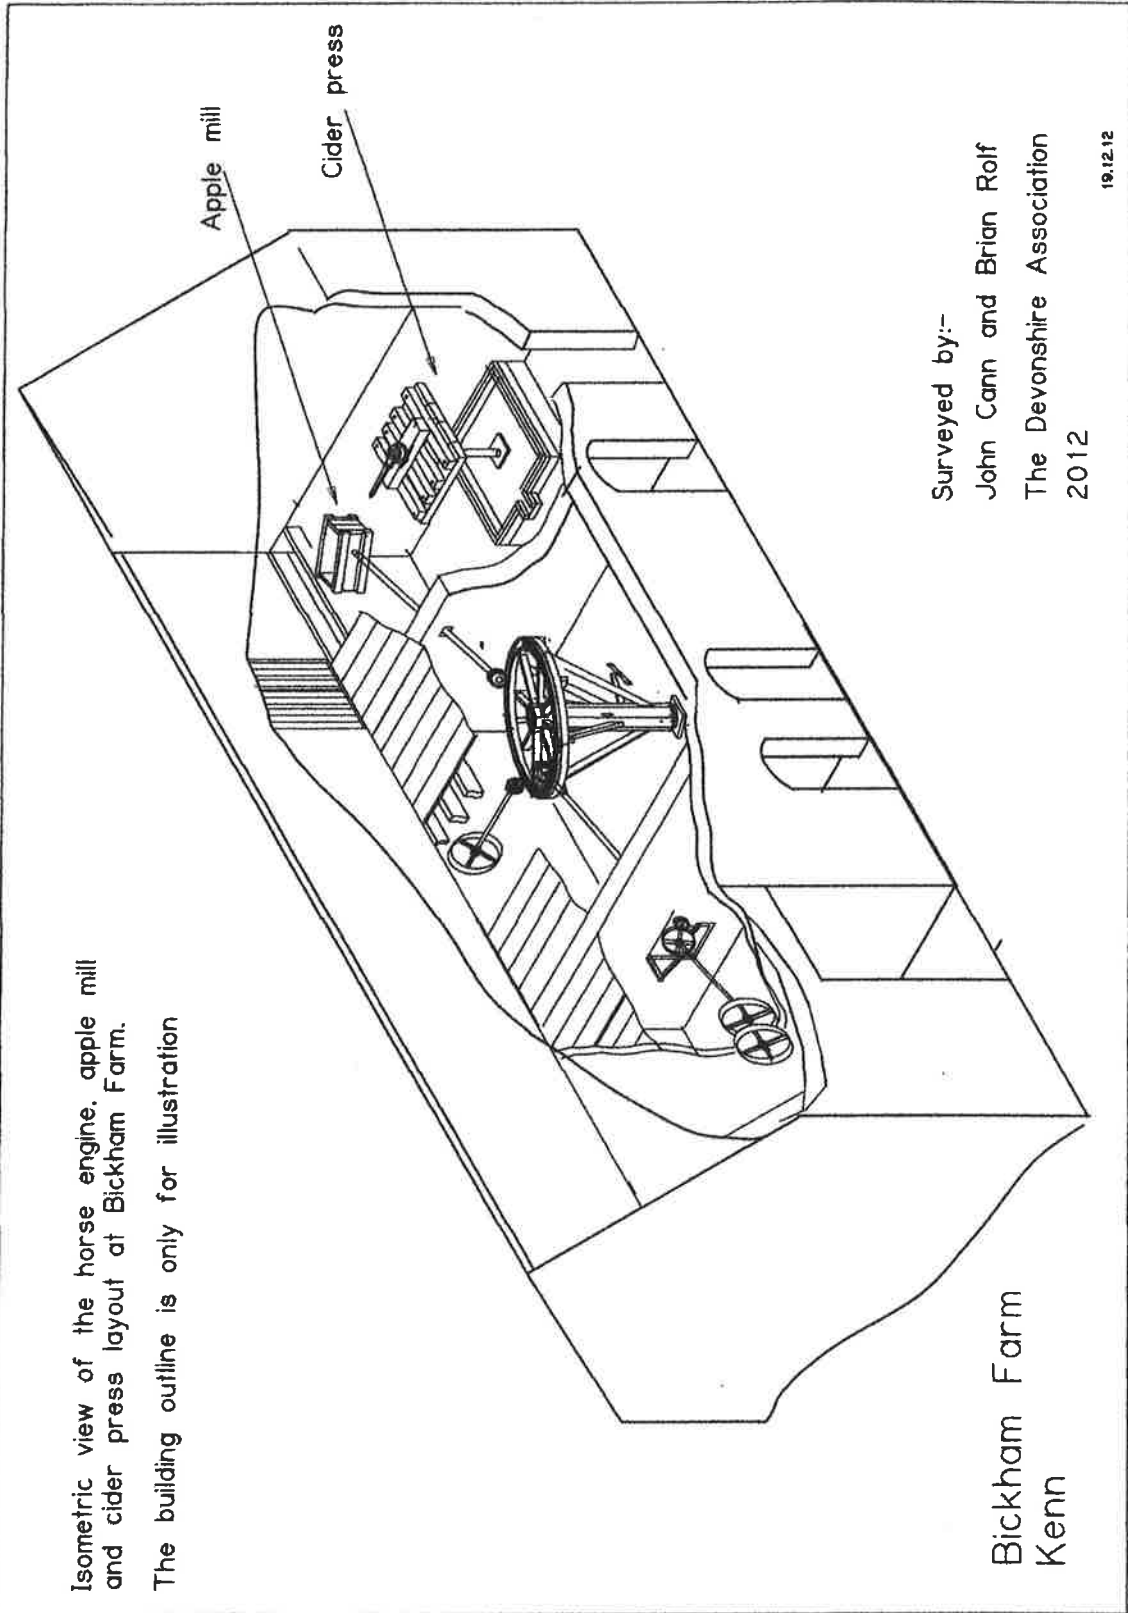 Isometric view of the horse engine, apple mill
and cider press layout at Bickham Farm.
The building outline is only for illustration
Apple mill
Cider press
Surveyed by:-
John Cann and Brian Rolf
The Devonshire Association
2012
Bickham Farm
Kenn
19.12.12